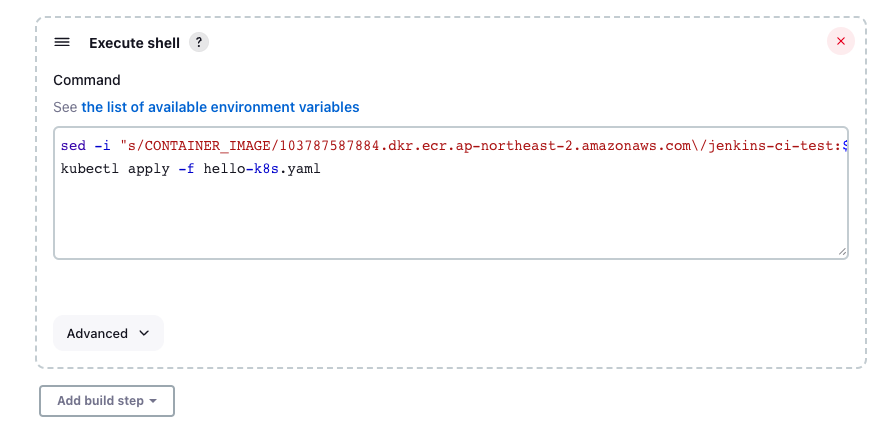 Execute shell ?
Command
See the list of available environment variables
sed -i "s/CONTAINER_IMAGE/103787587884.dkr.ecr.ap-northeast-2.amazonaws.com\/jenkins-ci-test:$
kubectl apply -f hello-k8s.yaml
Advanced
Add build step